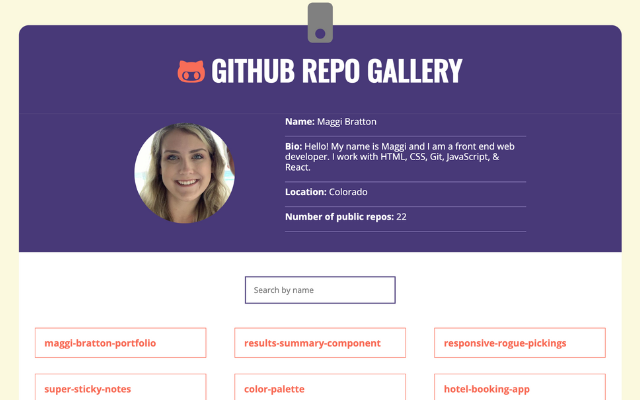 GITHUB REPO GALLERY
Name: Maggi Bratton
Bio: Hello! My name is Maggi and I am a front end web
developer. I work with HTML, CSS, Git, JavaScript, &
React.
Location: Colorado
Number of public repos: 22
Search by name
maggi-bratton-portfolio
results-summary-component
responsive-rogue-pickings
super-sticky-notes
color-palette
hotel-booking-app